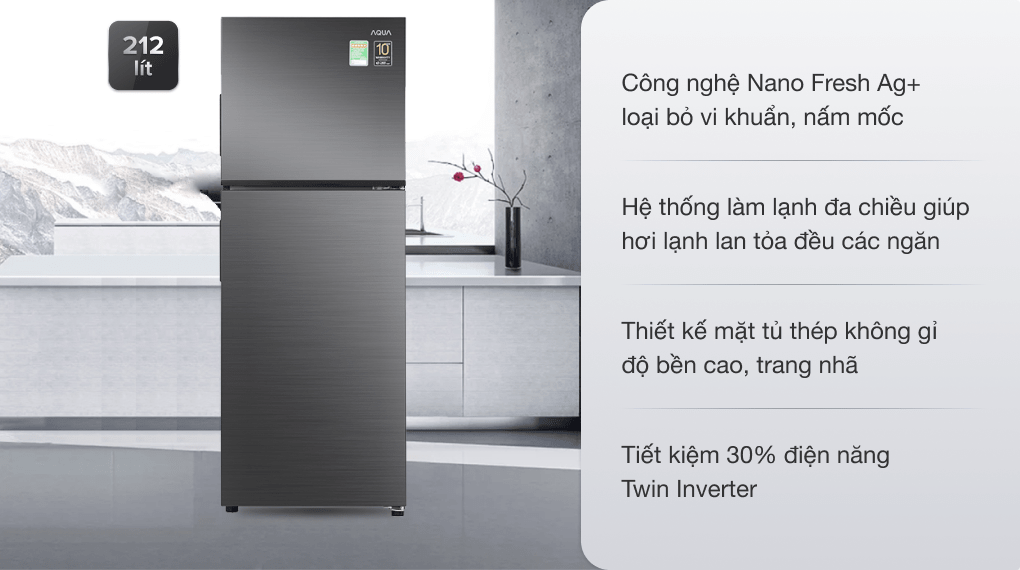 212
lít
AQUA
10
Công nghệ Nano Fresh Ag+
loại bỏ vi khuẩn, nấm mốc
Hệ thống làm lạnh đa chiều giúp
hơi lạnh lan tỏa đều các ngăn
Thiết kế mặt tủ thép không gỉ
độ bền cao, trang nhã
Tiết kiệm 30% điện năng
Twin Inverter